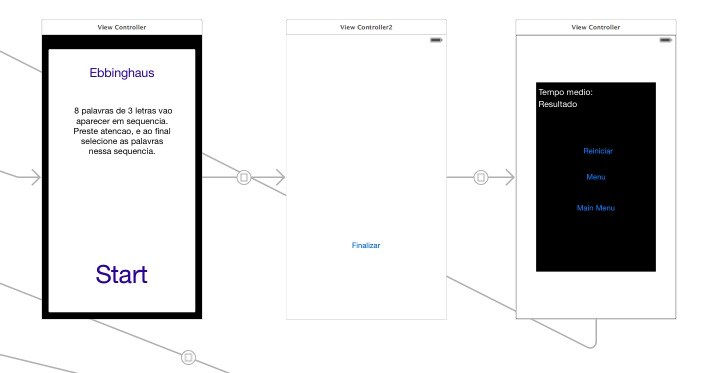 View Controller
Ebbinghaus
8 palavras de 3 letras vao
aparecer em sequencia.
Preste atencao, e ao final
selecione as palavras
nessa sequencia.
Start
View Controller2
Finalizar
View Controller
Tempo medio:
Resultado
Reiniciar
Menu
Main Menu